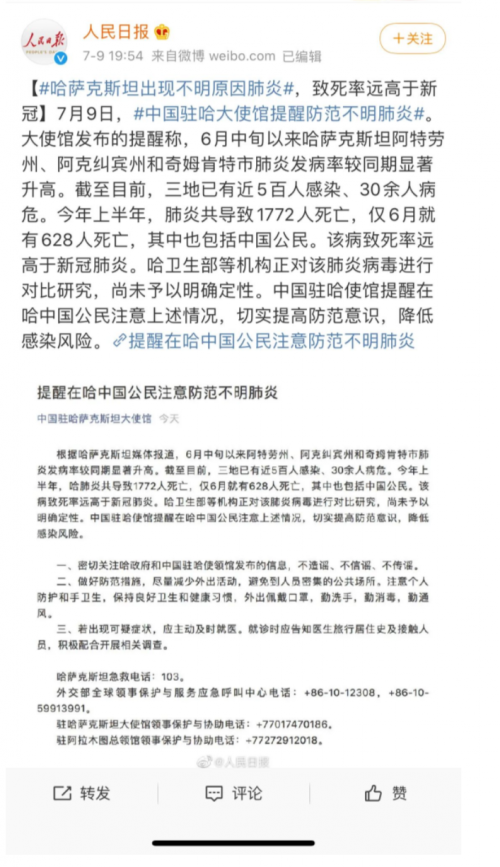 人民日报
人民日报
7-9 19:54 来自微博 weibo.com 已编辑
+关注
【#哈萨克斯坦出现不明原因肺炎#，致死率远高于新
冠】7月9日，#中国驻哈大使馆提醒防范不明肺炎#。
大使馆发布的提醒称，6月中旬以来哈萨克斯坦阿特劳
州、阿克纠宾州和奇姆肯特市肺炎发病率较同期显著
升高。截至目前，三地已有近5百人感染、30余人病
危。今年上半年，肺炎共导致1772人死亡，仅6月就
有628人死亡，其中也包括中国公民。该病致死率远
高于新冠肺炎。哈卫生部等机构正对该肺炎病毒进行
对比研究，尚未予以明确定性。中国驻哈使馆提醒在
哈中国公民注意上述情况，切实提高防范意识，降低
感染风险。提醒在哈中国公民注意防范不明肺炎
提醒在哈中国公民注意防范不明肺炎
中国驻哈萨克斯坦大使馆 今天
根据哈萨克斯坦媒体报道，6月中旬以来阿特劳州、阿克纠宾州和奇姆肯特市肺
炎发病率较同期显著升高。截至目前，三地已有近5百人感染、30余人病危。今年上
半年，哈肺炎共导致1772人死亡，仅6月就有628人死亡，其中也包括中国公民。该
病致死率远高于新冠肺炎。哈卫生部等机构正对该肺炎病毒进行对比研究，尚未予以
明确定性。中国驻哈使馆提醒在哈中国公民注意上述情况，切实提高防范意识，降低
感染风险。
一、密切关注哈政府和中国驻哈使领馆发布的信息，不造谣、不信谣、不传谣。
二、做好防范措施，尽量减少外出活动，避免到人员密集的公共场所。注意个人
防护和手卫生，保持良好卫生和健康习惯，外出佩戴口罩，勤洗手，勤消毒，勤通
风。
三、若出现可疑症状，应主动及时就医。就诊时应告知医生旅行居住史及接触人
员，积极配合开展相关调查。
哈萨克斯坦急救电话：103。
外交部全球领事保护与服务应急呼叫中心电话：+86-10-12308，+86-10-
59913991。
驻哈萨克斯坦大使馆领事保护与协助电话：+77017470186。
驻阿拉木图总领馆领事保护与协助电话：+77272912018。
@人民日报
转发 评论 赞